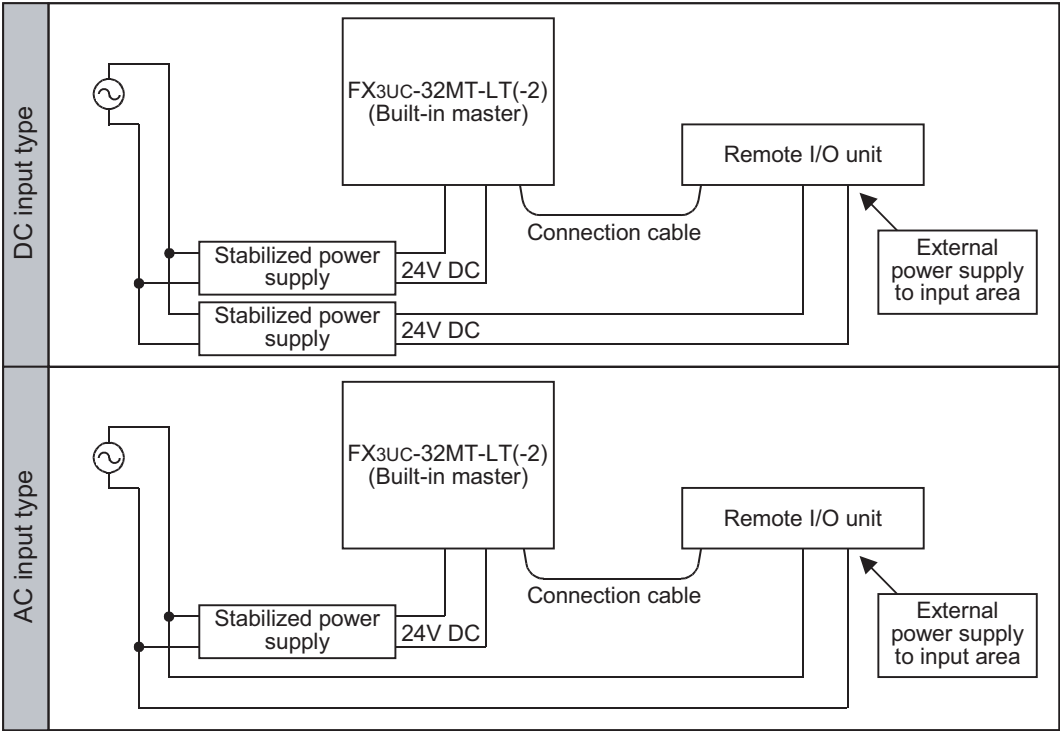 DC input type
FX3UC-32MT-LT(-2)
(Built-in master)
Remote I/O unit
Connection cable
External
power supply
to input area
Stabilized power
supply
24V DC
Stabilized power
supply
24V DC
AC input type
FX3UC-32MT-LT(-2)
(Built-in master)
Remote I/O unit
Connection cable
External
power supply
to input area
Stabilized power
supply
24V DC